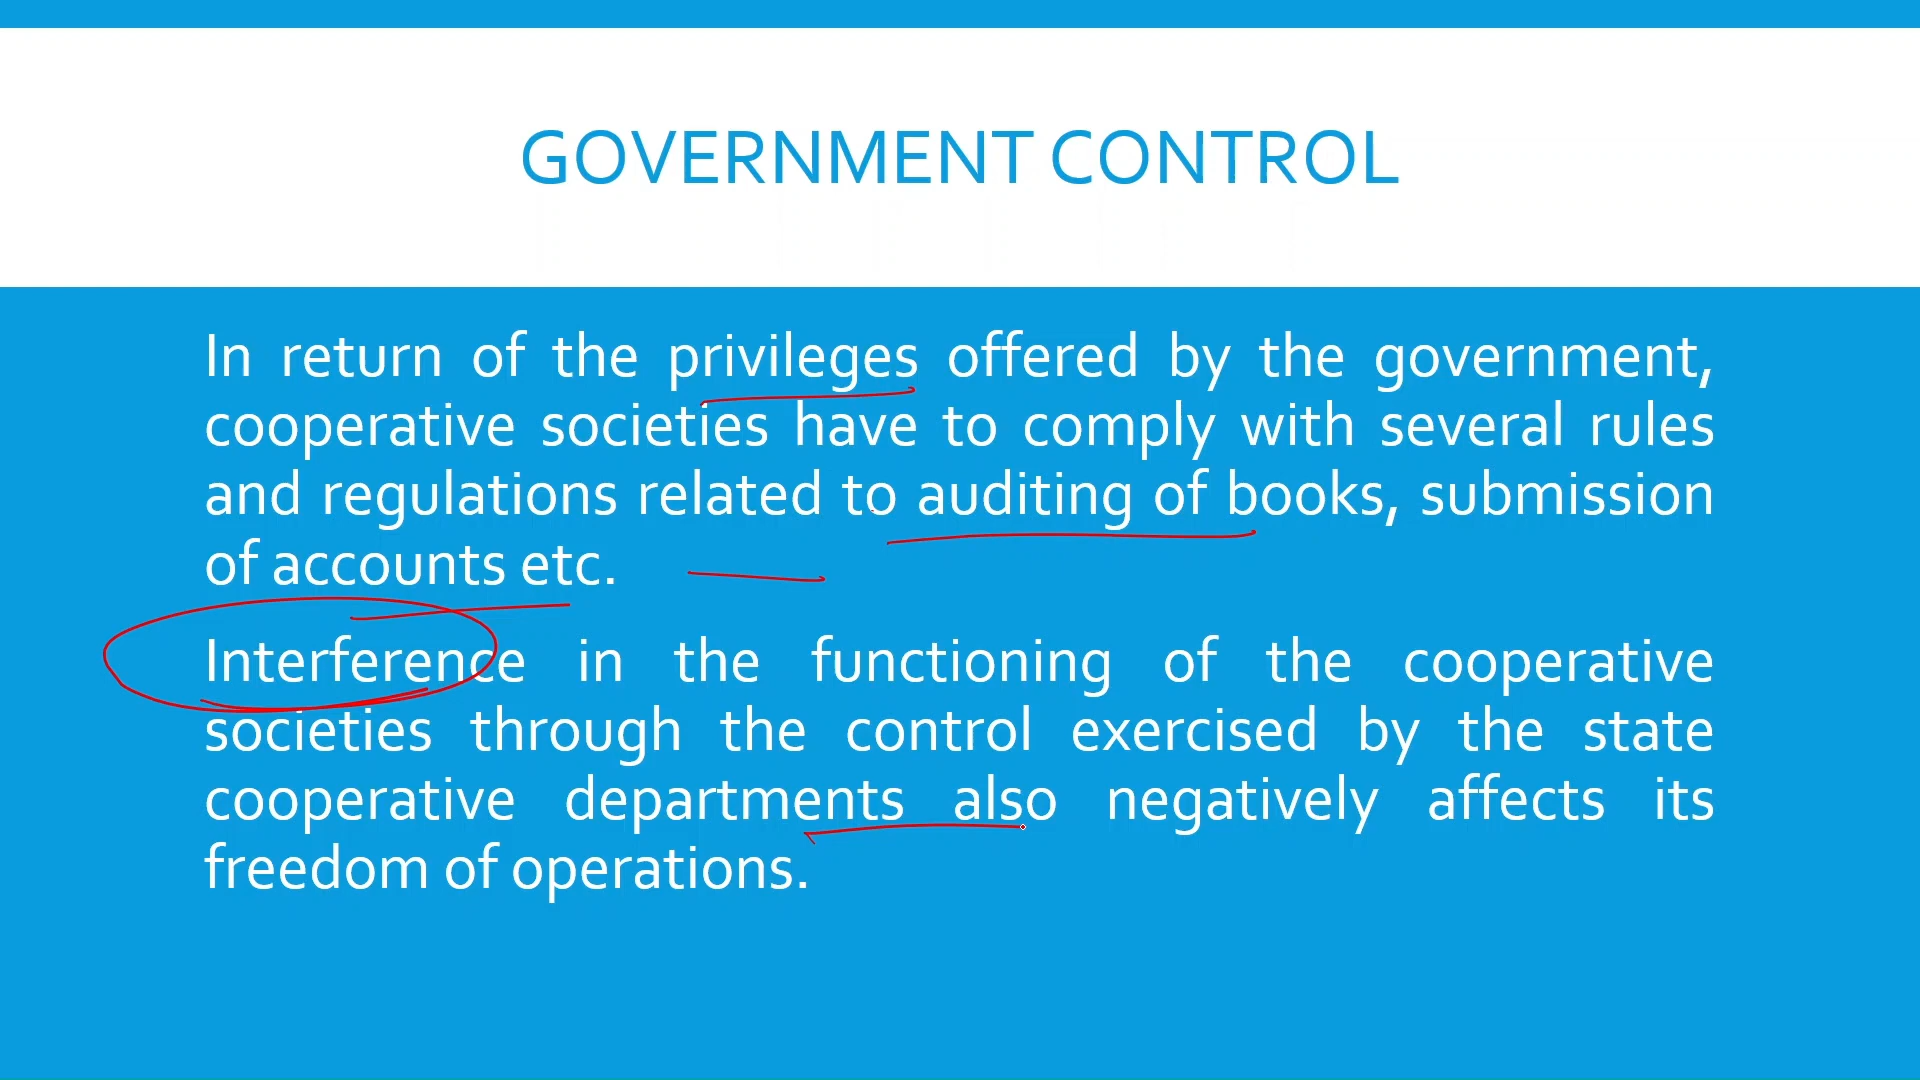 GOVERNMENT CONTROL
In return of the privileges offered by the government,
cooperative societies have to comply with several rules
and regulations related to auditing of books, submission
of accounts etc.
Interference in the functioning of the cooperative
societies through the control exercised by the state
cooperative departments also negatively affects its
freedom of operations.